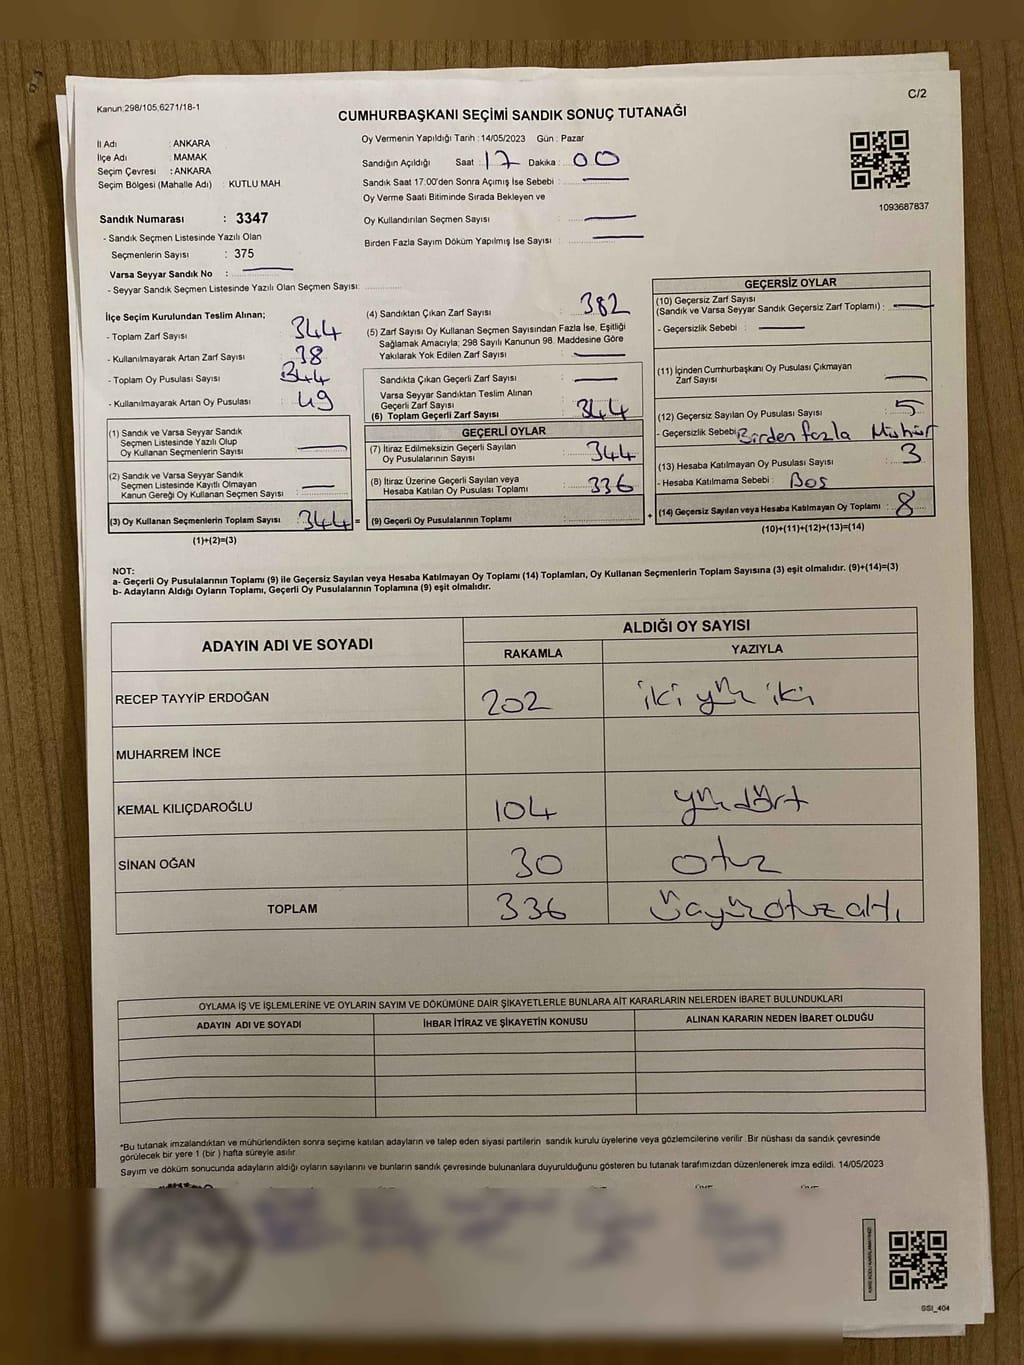 C/2
Kanun:298/105,6271/18-1
CUMHURBAŞKANI SEÇİMİ SANDIK SONUÇ TUTANAĞI
İl Adı : ANKARA
İlçe Adı : MAMAK
Seçim Çevresi : ANKARA
Seçim Bölgesi (Mahalle Adı) : KUTLU MAH.
Sandık Numarası : 3347
- Sandık Seçmen Listesinde Yazılı Olan
Seçmenlerin Sayısı : 375
Varsa Seyyar Sandık No :
- Seyyar Sandık Seçmen Listesinde Yazılı Olan Seçmen Sayısı:
Oy Vermenin Yapıldığı Tarih : 14/05/2023 Gün : Pazar
Sandığın Açıldığı Saat : 17 Dakika : 00
Sandık Saat 17.00'den Sonra Açımış İse Sebebi :
Oy Verme Saati Bitiminde Sırada Bekleyen ve
Oy Kullandırılan Seçmen Sayısı
Birden Fazla Sayım Döküm Yapılmış İse Sayısı :
1093687837
İlçe Seçim Kurulundan Teslim Alınan;
- Toplam Zarf Sayısı : 344
- Kullanılmayarak Artan Zarf Sayısı : 38
- Toplam Oy Pusulası Sayısı : 344
- Kullanılmayarak Artan Oy Pusulası : 49
(1) Sandık ve Varsa Seyyar Sandık
Seçmen Listesinde Yazılı Olup
Oy Kullanan Seçmenlerin Sayısı :
(2) Sandık ve Varsa Seyyar Sandık
Seçmen Listesinde Kayıtlı Olmayan
Kanun Gereği Oy Kullanan Seçmen Sayısı :
(3) Oy Kullanan Seçmenlerin Toplam Sayısı : 344 =
(1)+(2)=(3)
(4) Sandıktan Çıkan Zarf Sayısı : 382
(5) Zarf Sayısı Oy Kullanan Seçmen Sayısından Fazla İse, Eşitliği
Sağlamak Amacıyla; 298 Sayılı Kanunun 98. Maddesine Göre
Yakılarak Yok Edilen Zarf Sayısı :
Sandıkta Çıkan Geçerli Zarf Sayısı :
Varsa Seyyar Sandıktan Teslim Alınan
Geçerli Zarf Sayısı :
(6) Toplam Geçerli Zarf Sayısı : 344
GEÇERLİ OYLAR
(7) İtiraz Edilmeksizin Geçerli Sayılan
Oy Pusulalarının Sayısı : 344
(8) İtiraz Üzerine Geçerli Sayılan veya
Hesaba Katılan Oy Pusulası Toplamı : 336
(9) Geçerli Oy Pusulalarının Toplamı : +
GEÇERSİZ OYLAR
(10) Geçersiz Zarf Sayısı
(Sandık ve Varsa Seyyar Sandık Geçersiz Zarf Toplamı) :
- Geçersizlik Sebebi :
(11) İçinden Cumhurbaşkanı Oy Pusulası Çıkmayan
Zarf Sayısı :
(12) Geçersiz Sayılan Oy Pusulası Sayısı : 5
- Geçersizlik Sebebi: Birden fazla Mühür
(13) Hesaba Katılmayan Oy Pusulası Sayısı : 3
- Hesaba Katılmama Sebebi : Boş
(14) Geçersiz Sayılan veya Hesaba Katılmayan Oy Toplamı : 8
(10)+(11)+(12)+(13)=(14)
NOT:
a- Geçerli Oy Pusulalarının Toplamı (9) ile Geçersiz Sayılan veya Hesaba Katılmayan Oy Toplamı (14) Toplamları, Oy Kullanan Seçmenlerin Toplam Sayısına (3) eşit olmalıdır. (9)+(14)=(3)
b- Adayların Aldığı Oyların Toplamı, Geçerli Oy Pusulalarının Toplamına (9) eşit olmalıdır.
ADAYIN ADI VE SOYADI ALDIĞI OY SAYISI
RAKAMLA YAZIYLA
RECEP TAYYİP ERDOĞAN 202 iki yüz iki
MUHARREM İNCE
KEMAL KILIÇDAROĞLU 104 yüz dört
SİNAN OĞAN 30 otuz
TOPLAM 336 üçyüzotuzaltı
OYLAMA İŞ VE İŞLEMLERİNE VE OYLARIN SAYIM VE DÖKÜMÜNE DAİR ŞİKAYETLERLE BUNLARA AİT KARARLARIN NELERDEN İBARET BULUNDUKLARI
ADAYIN ADI VE SOYADI İHBAR İTİRAZ VE ŞİKAYETİN KONUSU ALINAN KARARIN NEDEN İBARET OLDUĞU
*Bu tutanak imzalandıktan ve mühürlendikten sonra seçime katılan adayların ve talep eden siyasi partilerin sandık kurulu üyelerine veya gözlemcilerine verilir. Bir nüshası da sandık çevresinde
görülecek bir yere 1 (bir ) hafta süreyle asılır.
Sayım ve döküm sonucunda adayların aldığı oyların sayılarını ve bunların sandık çevresinde bulunanlara duyurulduğunu gösteren bu tutanak tarafımızdan düzenlenerek imza edildi. 14/05/2023
SSI_404